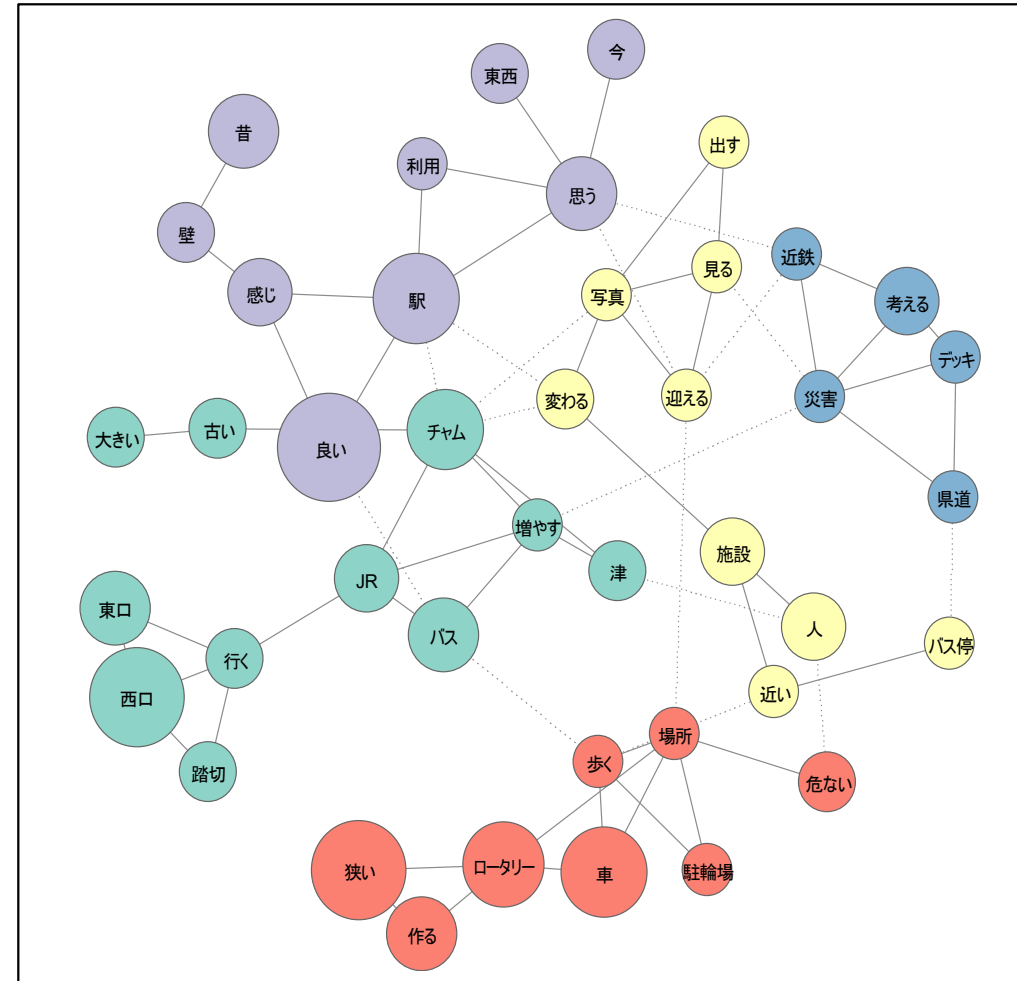 今
東西
昔
出す
利用
思う
壁
近鉄
見る
感じ
駅
写真
考える
デッキ
変わる
迎える
災害
大きい
古い
良い
チャム
県道
増やす
施設
JR
津
東口
バス
人
行く
バス停
西口
近い
場所
歩く
踏切
危ない
狭い
ロータリー
車
駐輪場
作る